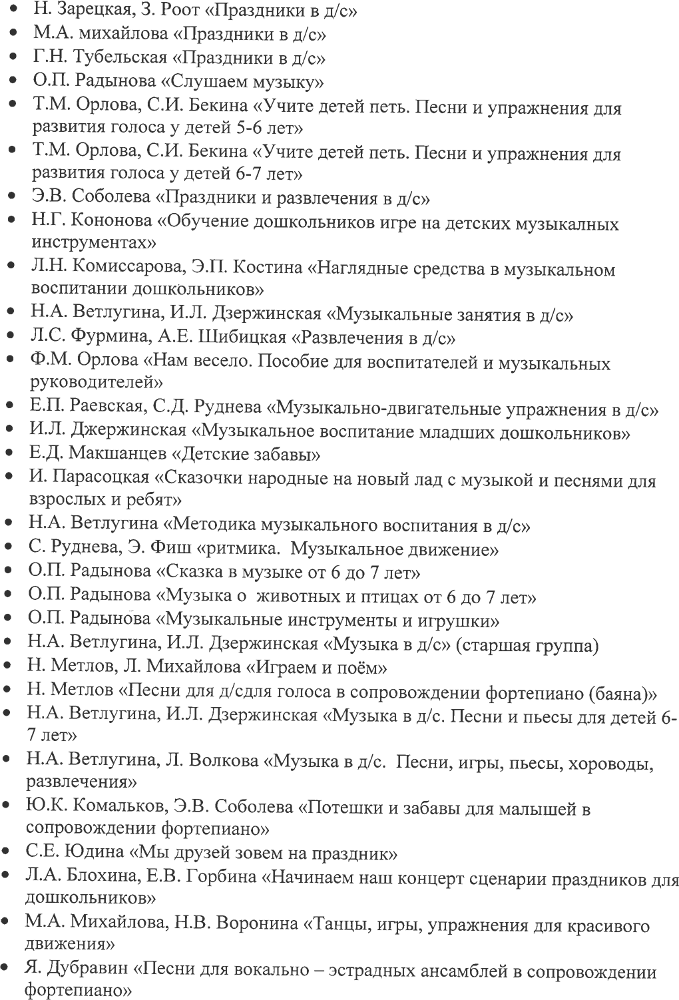 • Н. Зарецкая, З. Роот «Праздники в д/с»
• М.А. михайлова «Праздники в д/с»
• Г.Н. Тубельская «Праздники в д/с»
• О.П. Радынова «Слушаем музыку»
• Т.М. Орлова, С.И. Бекина «Учите детей петь. Песни и упражнения для
развития голоса у детей 5-6 лет»
• Т.М. Орлова, С.И. Бекина «Учите детей петь. Песни и упражнения для
развития голоса у детей 6-7 лет»
• Э.В. Соболева «Праздники и развлечения в д/с»
• Н.Г. Кононова «Обучение дошкольников игре на детских музыкалных
инструментах»
• Л.Н. Комиссарова, Э.П. Костина «Наглядные средства в музыкальном
воспитании дошкольников»
• Н.А. Ветлугина, И.Л. Дзержинская «Музыкальные занятия в д/с»
• Л.С. Фурмина, А.Е. Шибицкая «Развлечения в д/с»
• Ф.М. Орлова «Нам весело. Пособие для воспитателей и музыкальных
руководителей»
• Е.П. Раевская, С.Д. Руднева «Музыкально-двигательные упражнения в д/с»
• И.Л. Джержинская «Музыкальное воспитание младших дошкольников»
• Е.Д. Макшанцев «Детские забавы»
• И. Парасоцкая «Сказочки народные на новый лад с музыкой и песнями для
взрослых и ребят»
• Н.А. Ветлугина «Методика музыкального воспитания в д/с»
• С. Руднева, Э. Фиш «ритмика.  Музыкальное движение»
• О.П. Радынова «Сказка в музыке от 6 до 7 лет»
• О.П. Радынова «Музыка о  животных и птицах от 6 до 7 лет»
• О.П. Радынова «Музыкальные инструменты и игрушки»
• Н.А. Ветлугина, И.Л. Дзержинская «Музыка в д/с» (старшая группа)
• Н. Метлов, Л. Михайлова «Играем и поём»
• Н. Метлов «Песни для д/сдля голоса в сопровождении фортепиано (баяна)»
• Н.А. Ветлугина, И.Л. Дзержинская «Музыка в д/с. Песни и пьесы для детей 6-
7 лет»
• Н.А. Ветлугина, Л. Волкова «Музыка в д/с.  Песни, игры, пьесы, хороводы,
развлечения»
• Ю.К. Комальков, Э.В. Соболева «Потешки и забавы для малышей в
сопровождении фортепиано»
• С.Е. Юдина «Мы друзей зовем на праздник»
• Л.А. Блохина, Е.В. Горбина «Начинаем наш концерт сценарии праздников для
дошкольников»
• М.А. Михайлова, Н.В. Воронина «Танцы, игры, упражнения для красивого
движения»
• Я. Дубравин «Песни для вокально – эстрадных ансамблей в сопровождении
фортепиано»